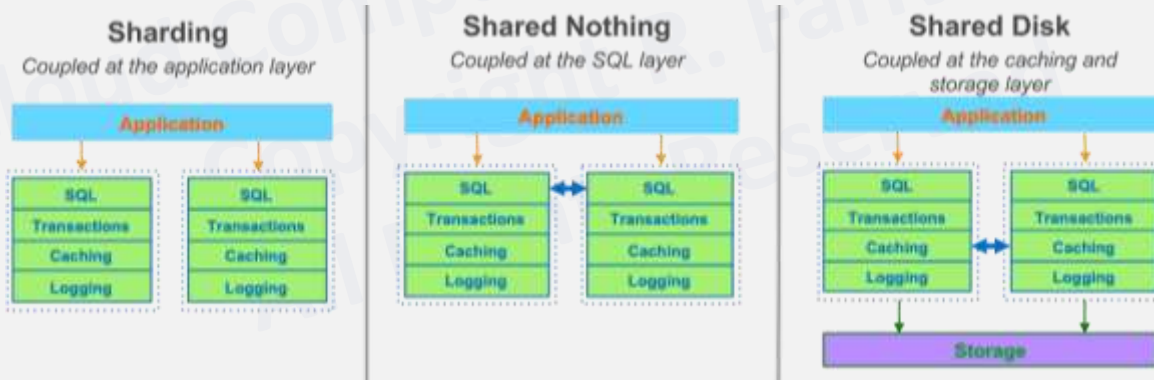 Sharding
Coupled at the application layer
Application
SQL
Transactions
Caching
Logging
SQL
Transactions
Caching
Logging
Shared Nothing
Coupled at the SQL layer
Application
SQL
Transactions
Caching
Logging
SQL
Transactions
Caching
Logging
Shared Disk
Coupled at the caching and
storage layer
Application
SQL
Transactions
Caching
Logging
SQL
Transactions
Caching
Logging
Storage
Copyright R.